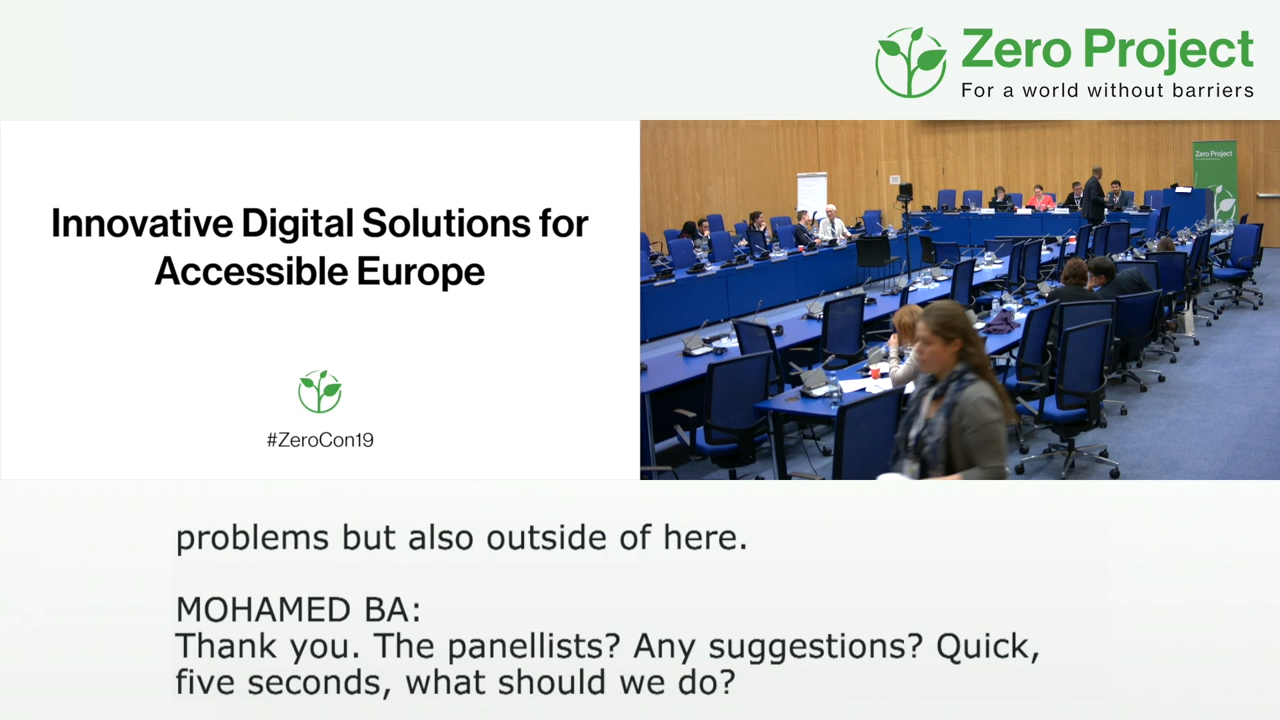 Zero Project
For a world without barriers
Innovative Digital Solutions for
Accessible Europe
#ZeroCon19
Zero Project
problems but also outside of here.
MOHAMED BA:
Thank you. The panellists? Any suggestions? Quick,
five seconds, what should we do?